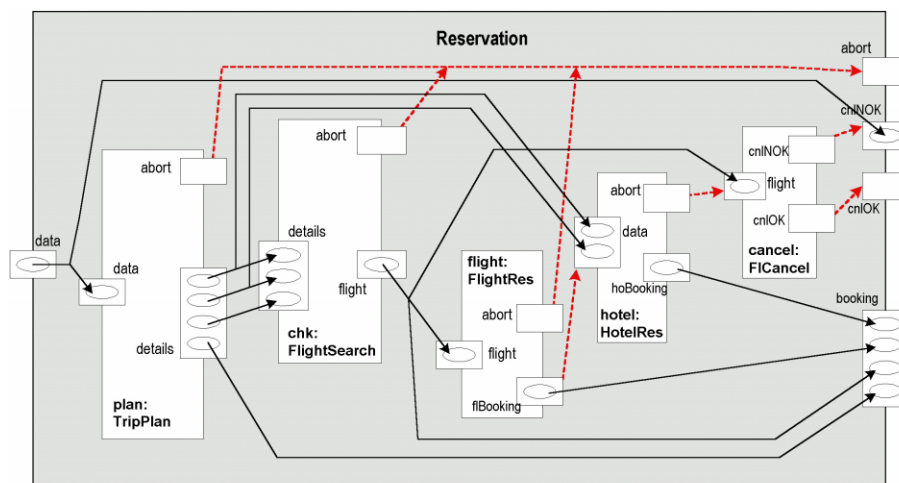 Reservation
abort
cnlNOK
abort
abort
cnlNOK
abort
flight
cnlOK
cnlOK
data
details
data
cancel:
FlCancel
data
flight
flight:
FlightRes
hoBooking
booking
abort
hotel:
HotelRes
details
chk:
FlightSearch
flight
plan:
TripPlan
flBooking